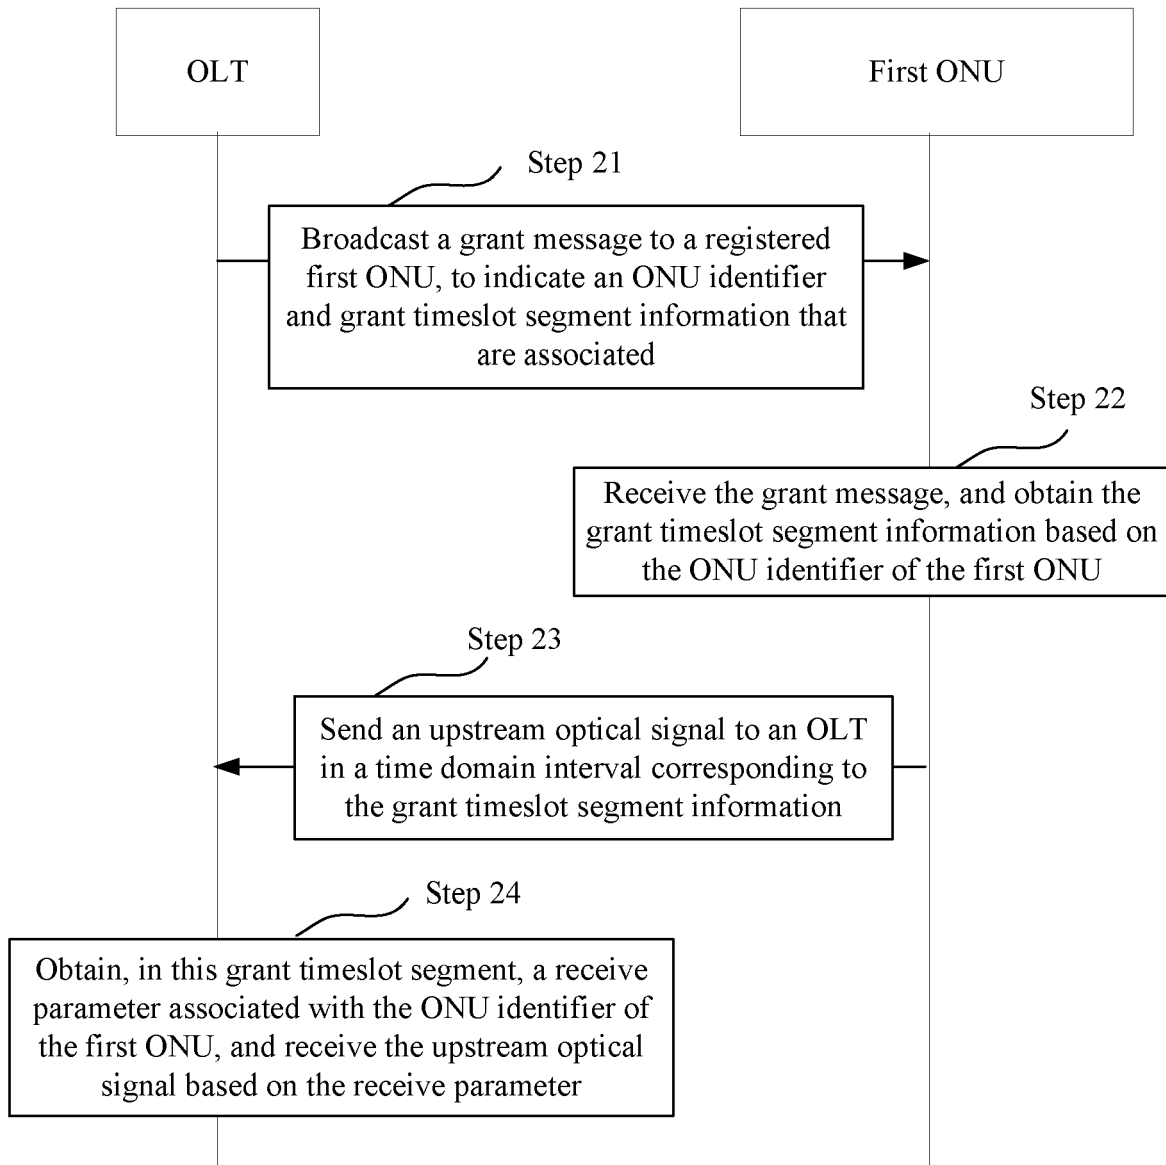 OLT
First ONU
Step 21
Broadcast a grant message to a registered
first ONU, to indicate an ONU identifier
and grant timeslot segment information that
are associated
Step 22
Receive the grant message, and obtain the
grant timeslot segment information based on
the ONU identifier of the first ONU
Step 23
Send an upstream optical signal to an OLT
in a time domain interval corresponding to
the grant timeslot segment information
Step 24
Obtain, in this grant timeslot segment, a receive
parameter associated with the ONU identifier of
the first ONU, and receive the upstream optical
signal based on the receive parameter